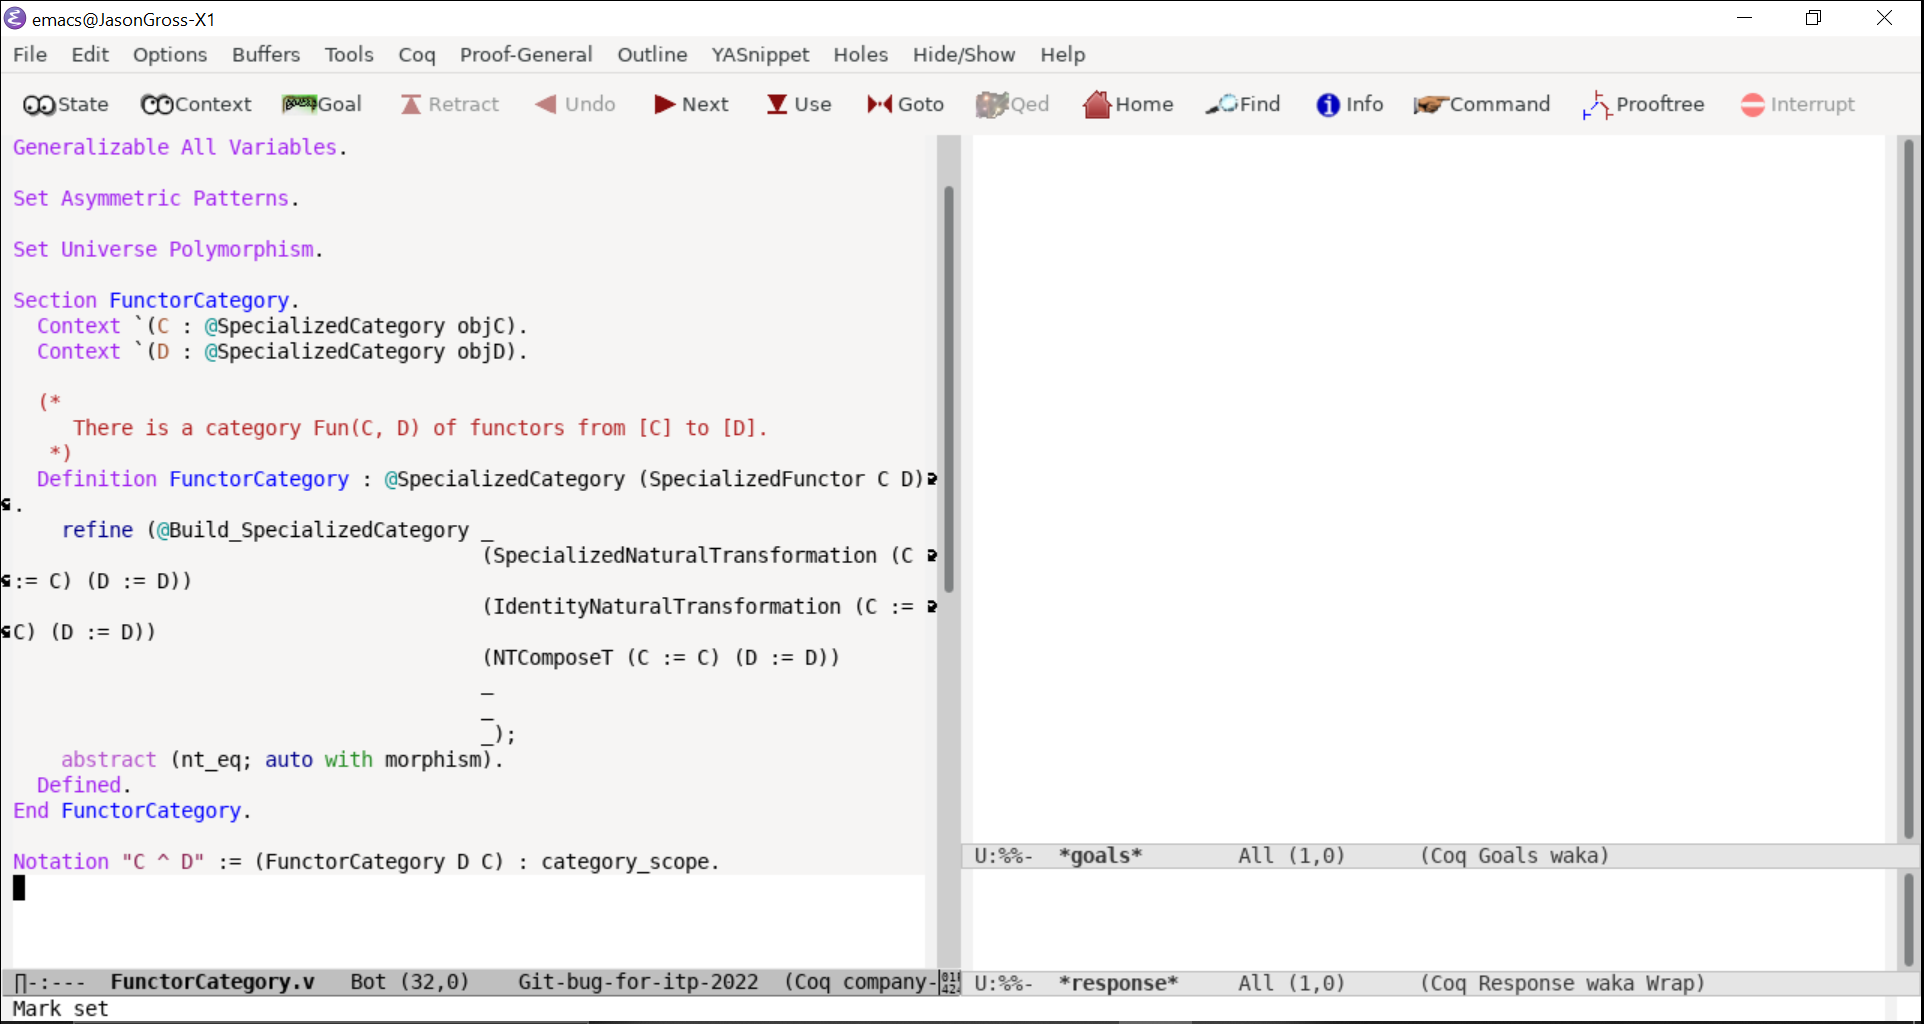 emacs@JasonGross-X1
File Edit Options Buffers Tools Coq Proof-General Outline YASnippet Holes Hide/Show Help
State Context Goal Retract Undo Next Use Goto Qed Home Find Info Command Prooftree Interrupt
Generalizable All Variables.
Set Asymmetric Patterns.
Set Universe Polymorphism.
Section FunctorCategory.
Context `(C : @SpecializedCategory objC).
Context `(D : @SpecializedCategory objD).
(*
There is a category Fun(C, D) of functors from [C] to [D].
*)
Definition FunctorCategory : @SpecializedCategory (SpecializedFunctor C D)
.
refine (@Build_SpecializedCategory _
(SpecializedNaturalTransformation (C
:= C) (D := D))
(IdentityNaturalTransformation (C :=
C) (D := D))
(NTComposeT (C := C) (D := D))
_
_
_);
abstract (nt_eq; auto with morphism).
Defined.
End FunctorCategory.
Notation "C ^ D" := (FunctorCategory D C) : category_scope.
-:--- FunctorCategory.v Bot (32,0) Git-bug-for-itp-2022 (Coq company-
U:%%- *goals* All (1,0) (Coq Goals waka)
U:%%- *response* All (1,0) (Coq Response waka Wrap)
Mark set